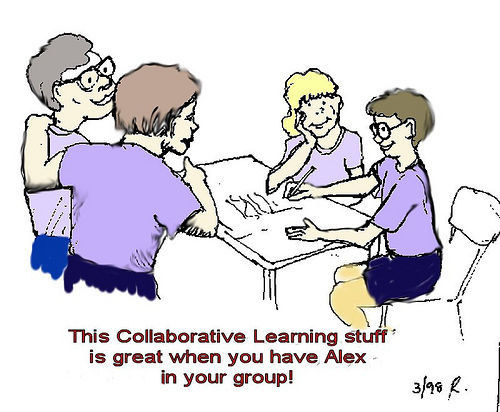 This Collaborative Learning stuff
is great when you have Alex
in your group!
3/98 R.